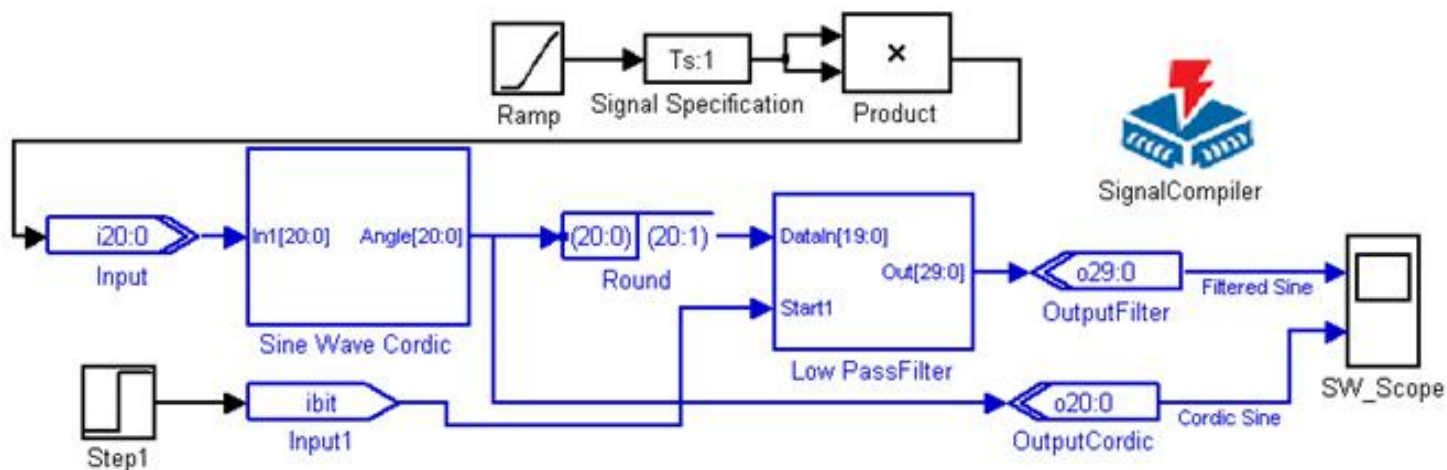 Ts:1
×
Ramp
Signal Specification
Product
SignalCompiler
i20:0
In1[20:0]
Angle[20:0]
(20:0)
(20:1)
DataIn[19:0]
Out[29:0]
Start1
o29:0
Filtered Sine
Input
Round
OutputFilter
Sine Wave Cordic
Low PassFilter
SW_Scope
ibit
o20:0
Cordic Sine
Step1
Input1
OutputCordic